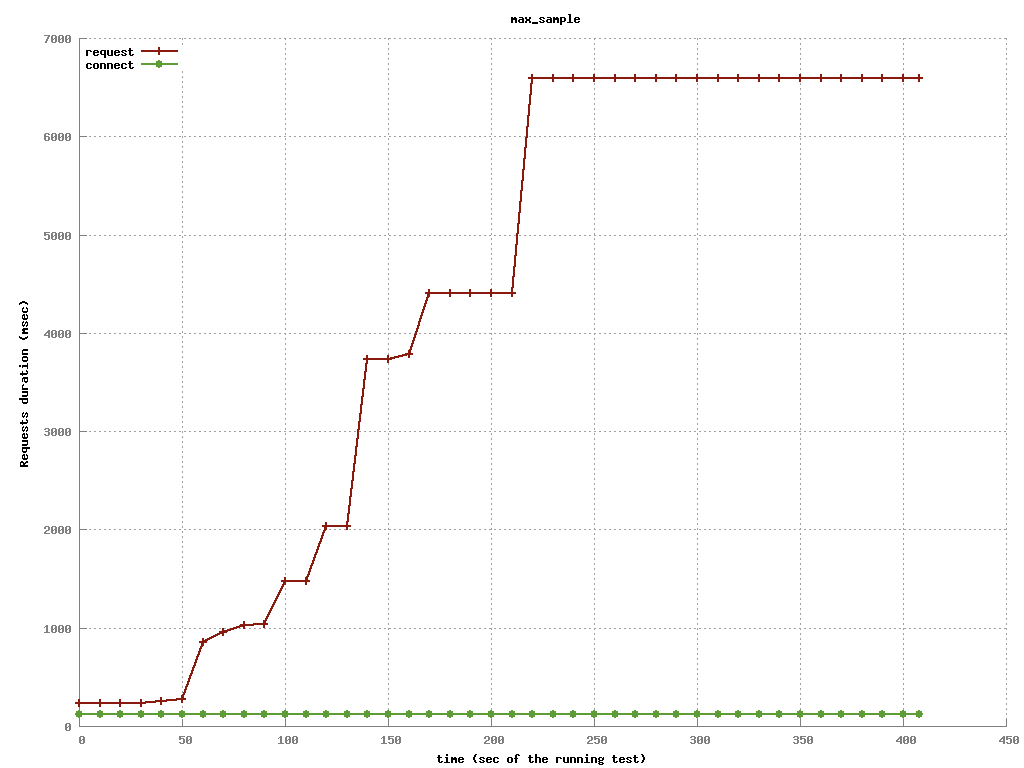 max_sample
7000
request
connect
6000
5000
4000
3000
2000
1000
0
Requests duration (msec)
0 50 100 150 200 250 300 350 400 450
time (sec of the running test)